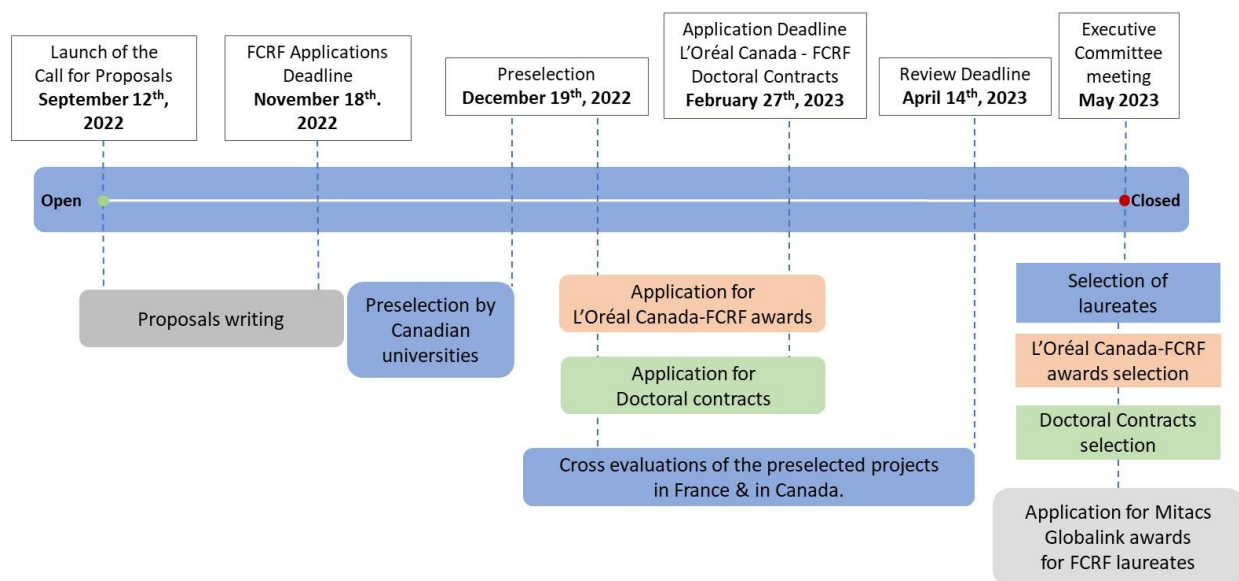 Launch of the
Call for Proposals
September 12th,
2022
FCRF Applications
Deadline
November 18th.
2022
Preselection
December 19th, 2022
Application Deadline
L'Oréal Canada - FCRF
Doctoral Contracts
February 27th, 2023
Review Deadline
April 14th, 2023
Executive
Committee
meeting
May 2023
Open
Closed
Proposals writing
Preselection by
Canadian
universities
Application for
L'Oréal Canada-FCRF awards
Application for
Doctoral contracts
Cross evaluations of the preselected projects
in France & in Canada.
Selection of
laureates
L'Oréal Canada-FCRF
awards selection
Doctoral Contracts
selection
Application for Mitacs
Globalink awards
for FCRF laureates